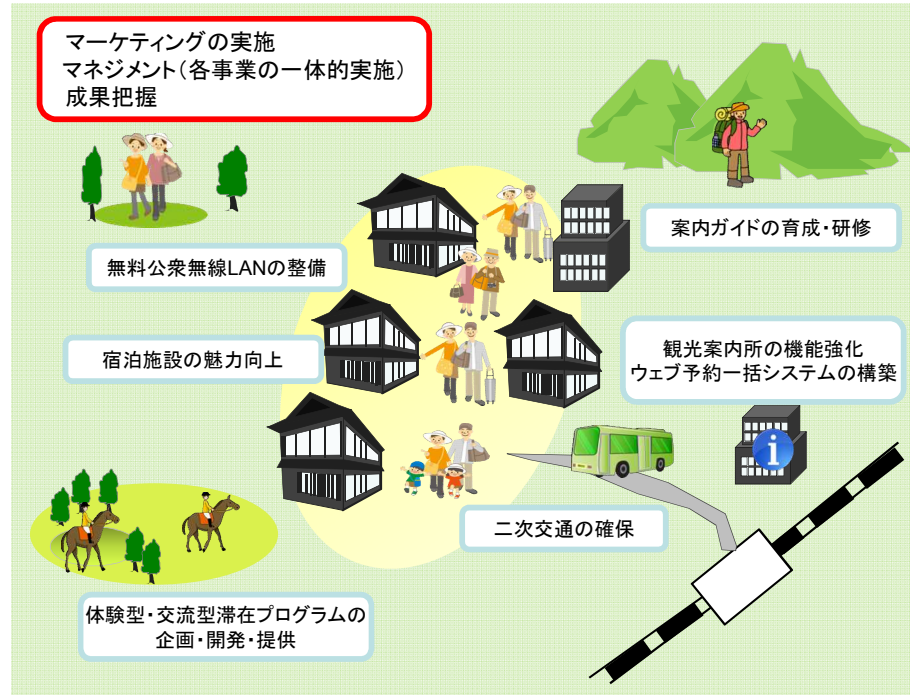 マーケティングの実施
マネジメント（各事業の一体的実施）
成果把握
案内ガイドの育成・研修
無料公衆無線LANの整備
宿泊施設の魅力向上
観光案内所の機能強化
ウェブ予約一括システムの構築
i
二次交通の確保
体験型・交流型滞在プログラムの
企画・開発・提供